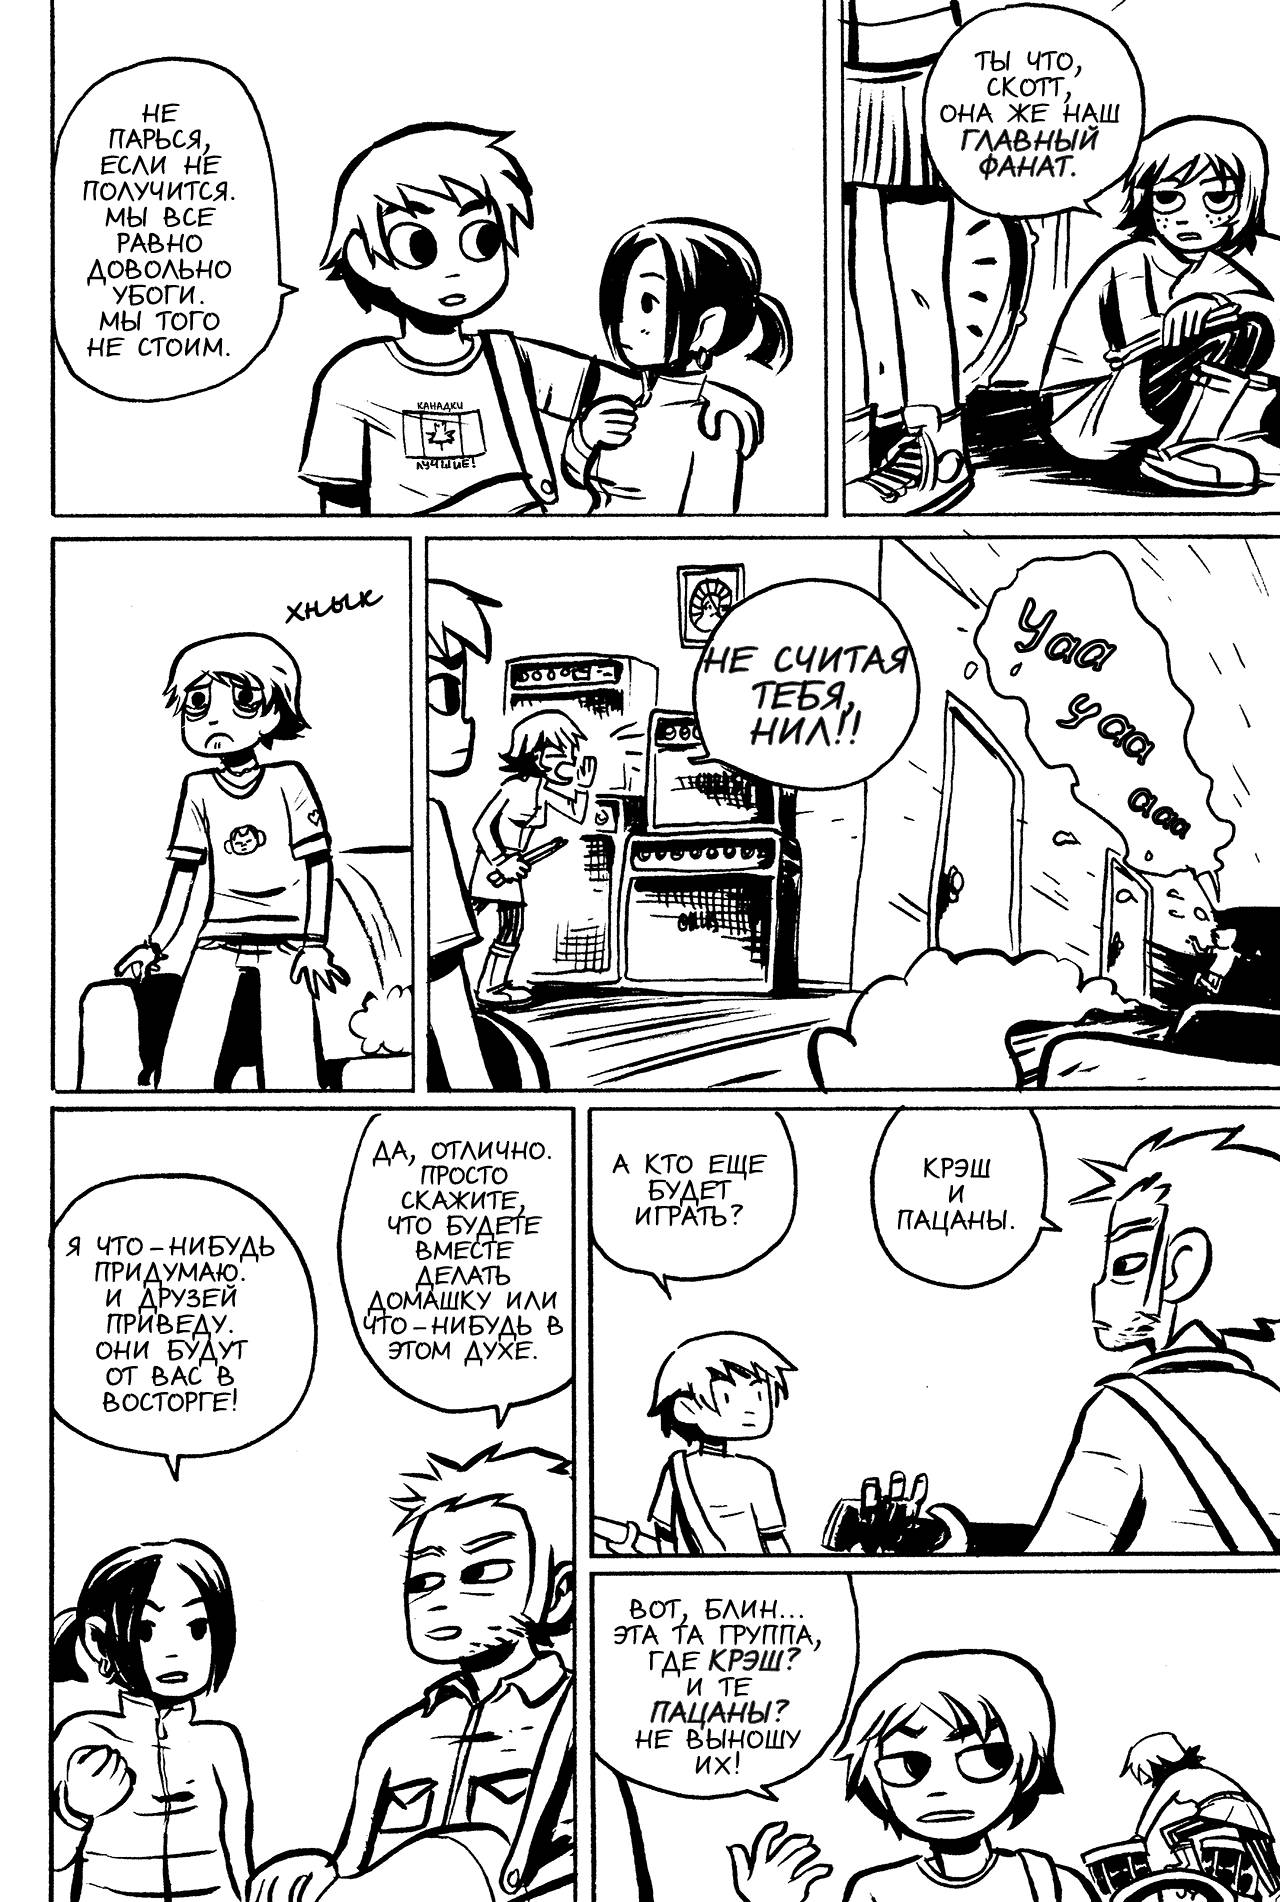 НЕ
ПАРЬСЯ,
ЕСЛИ НЕ
ПОЛУЧИТСЯ.
МЫ ВСЕ
РАВНО
ДОВОЛЬНО
УБОГИ.
МЫ ТОГО
НЕ СТОИМ.
КАНАДКИ
ЛУЧШИЕ!
ТЫ ЧТО,
СКОТТ,
ОНА ЖЕ НАШ
ГЛАВНЫЙ
ФАНАТ.
ХНЫК
НЕ СЧИТАЯ
ТЕБЯ,
НИЛ!!
Уаа
уаа
ааа
Я ЧТО-НИБУДЬ
ПРИДУМАЮ.
И ДРУЗЕЙ
ПРИВЕДУ.
ОНИ БУДУТ
ОТ ВАС В
ВОСТОРГЕ!
ДА, ОТЛИЧНО.
ПРОСТО
СКАЖИТЕ,
ЧТО БУДЕТЕ
ВМЕСТЕ
ДЕЛАТЬ
ДОМАШКУ ИЛИ
ЧТО-НИБУДЬ В
ЭТОМ ДУХЕ.
А КТО ЕЩЕ
БУДЕТ
ИГРАТЬ?
КРЭШ
И
ПАЦАНЫ.
ВОТ, БЛИН...
ЭТА ТА ГРУППА,
ГДЕ КРЭШ?
И ТЕ
ПАЦАНЫ?
НЕ ВЫНОШУ
ИХ!